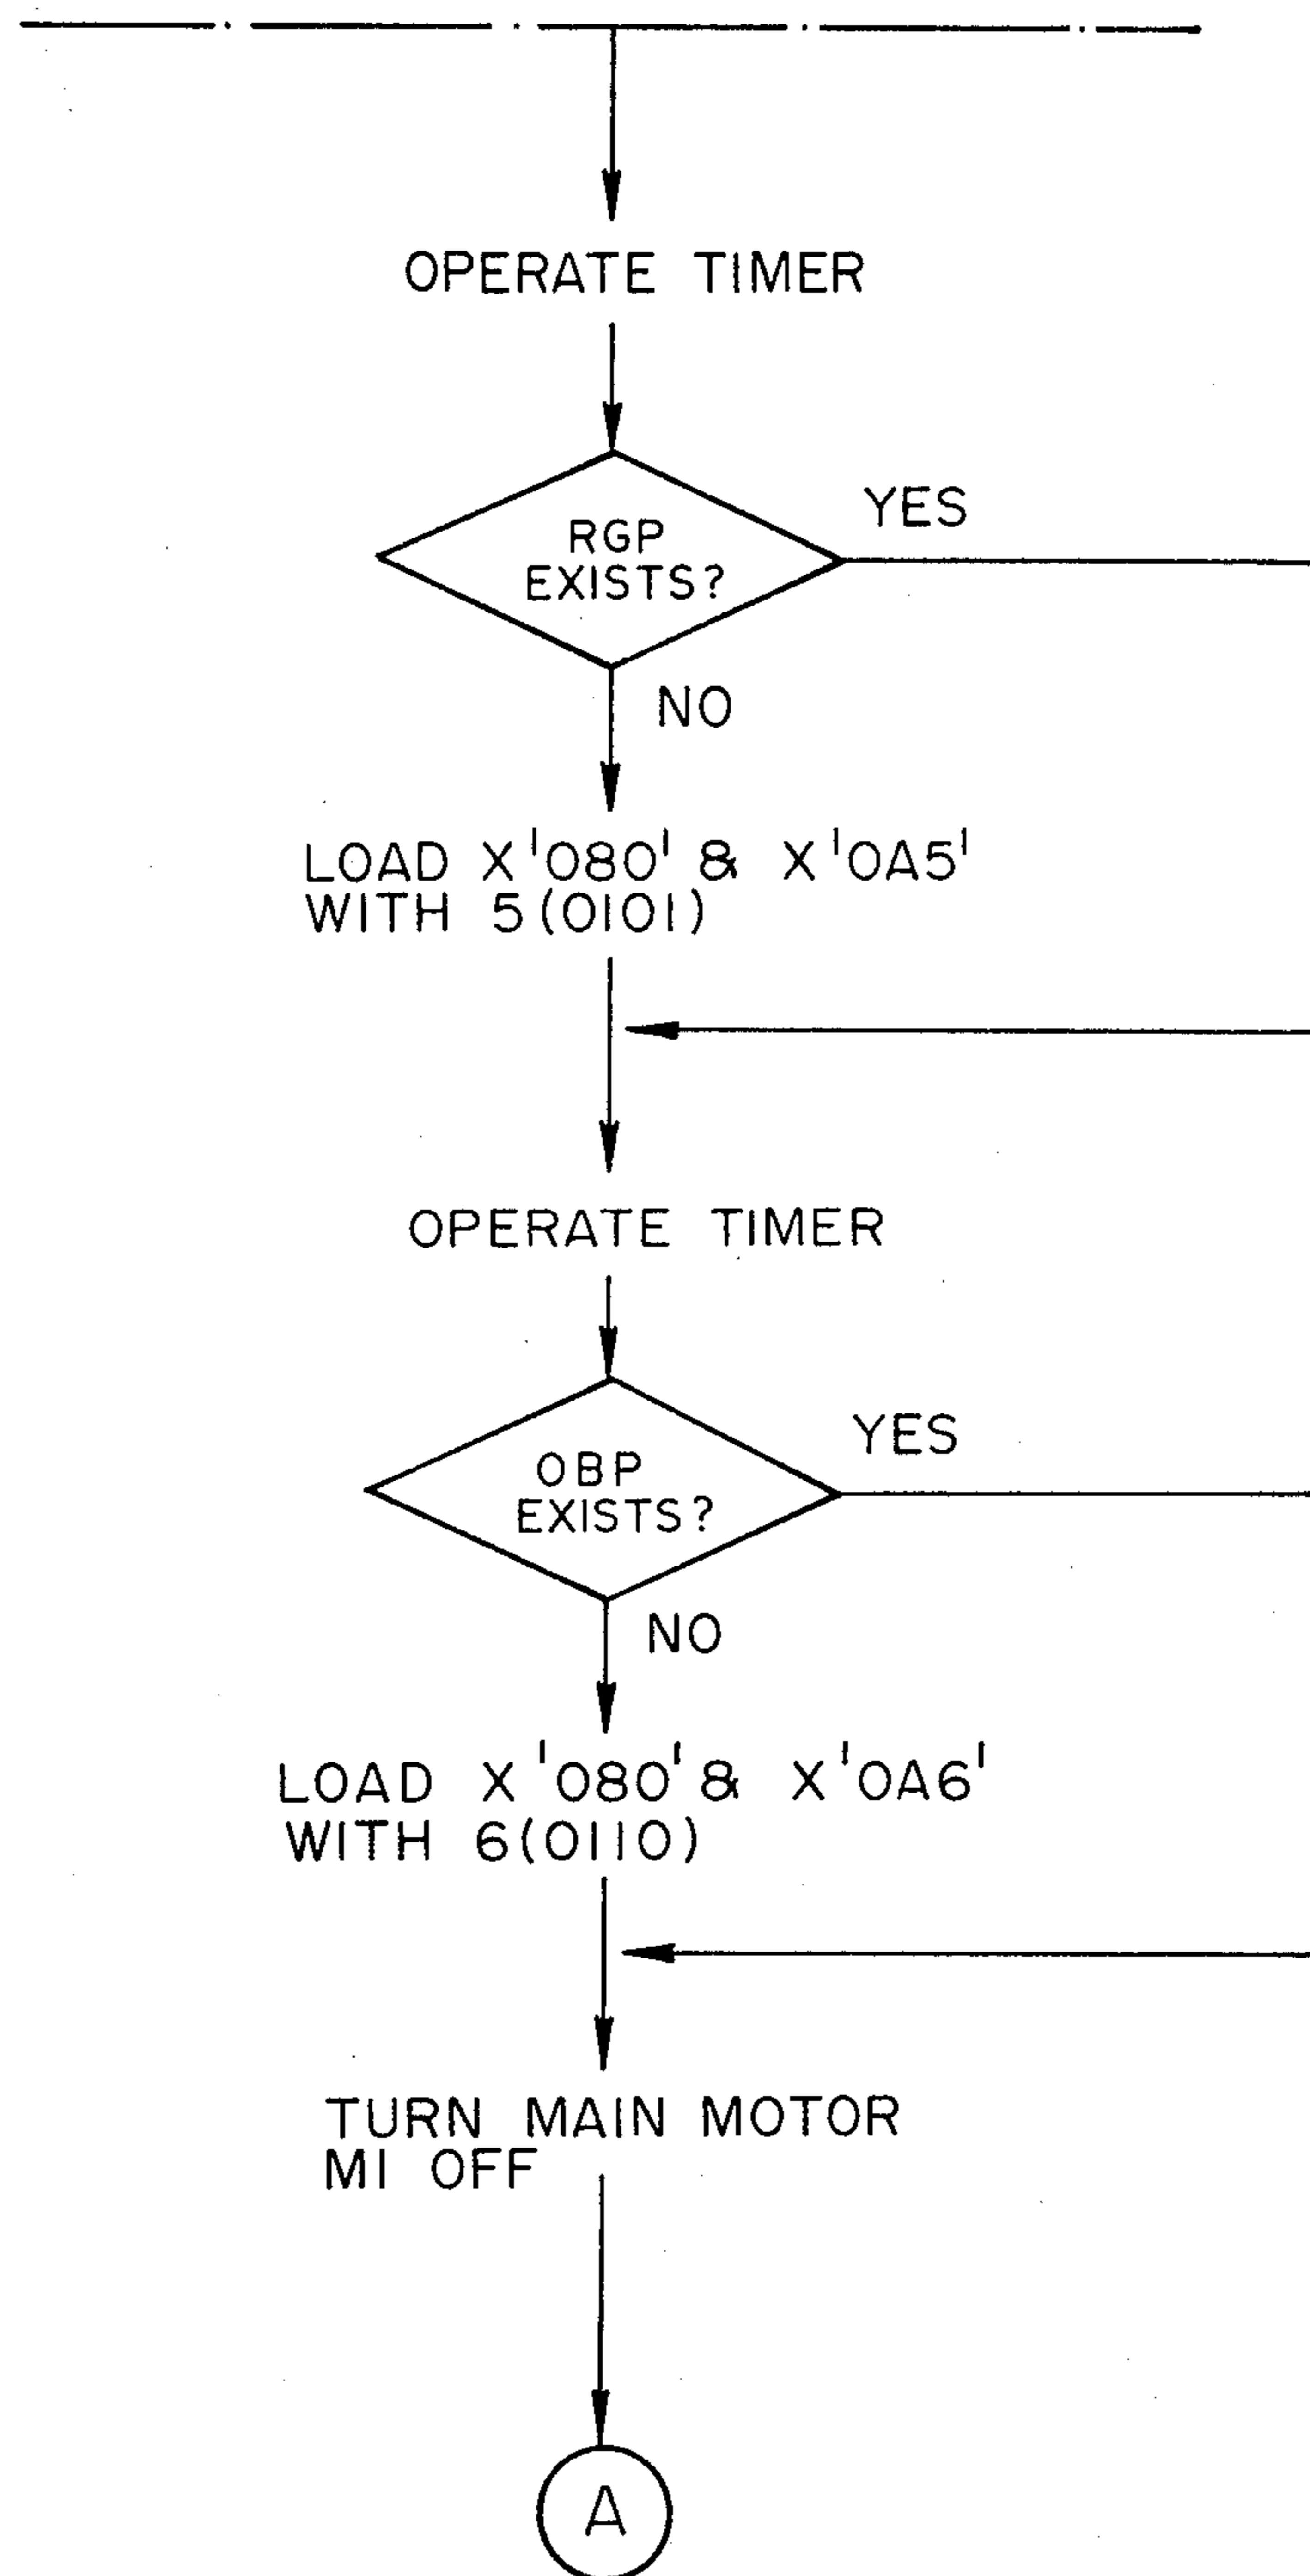 OPERATE TIMER
RGP
EXISTS?
YES
NO
LOAD X'080' & X'0A5'
WITH 5(0101)
OPERATE TIMER
OBP
EXISTS?
YES
NO
LOAD X'080' & X'0A6'
WITH 6(0110)
TURN MAIN MOTOR
M1 OFF
A